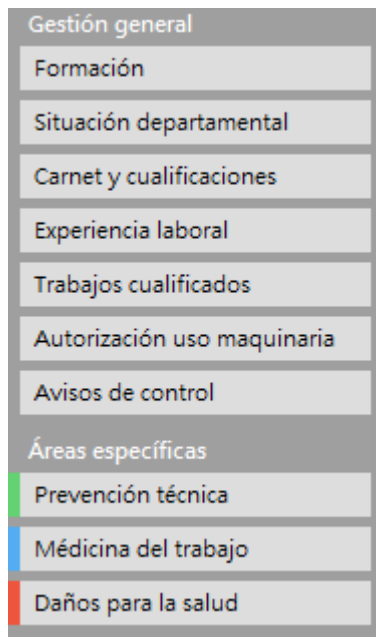 Gestión general
Formación
Situación departamental
Carnet y cualificaciones
Experiencia laboral
Trabajos cualificados
Autorización uso maquinaria
Avisos de control
Áreas específicas
Prevención técnica
Médicina del trabajo
Daños para la salud